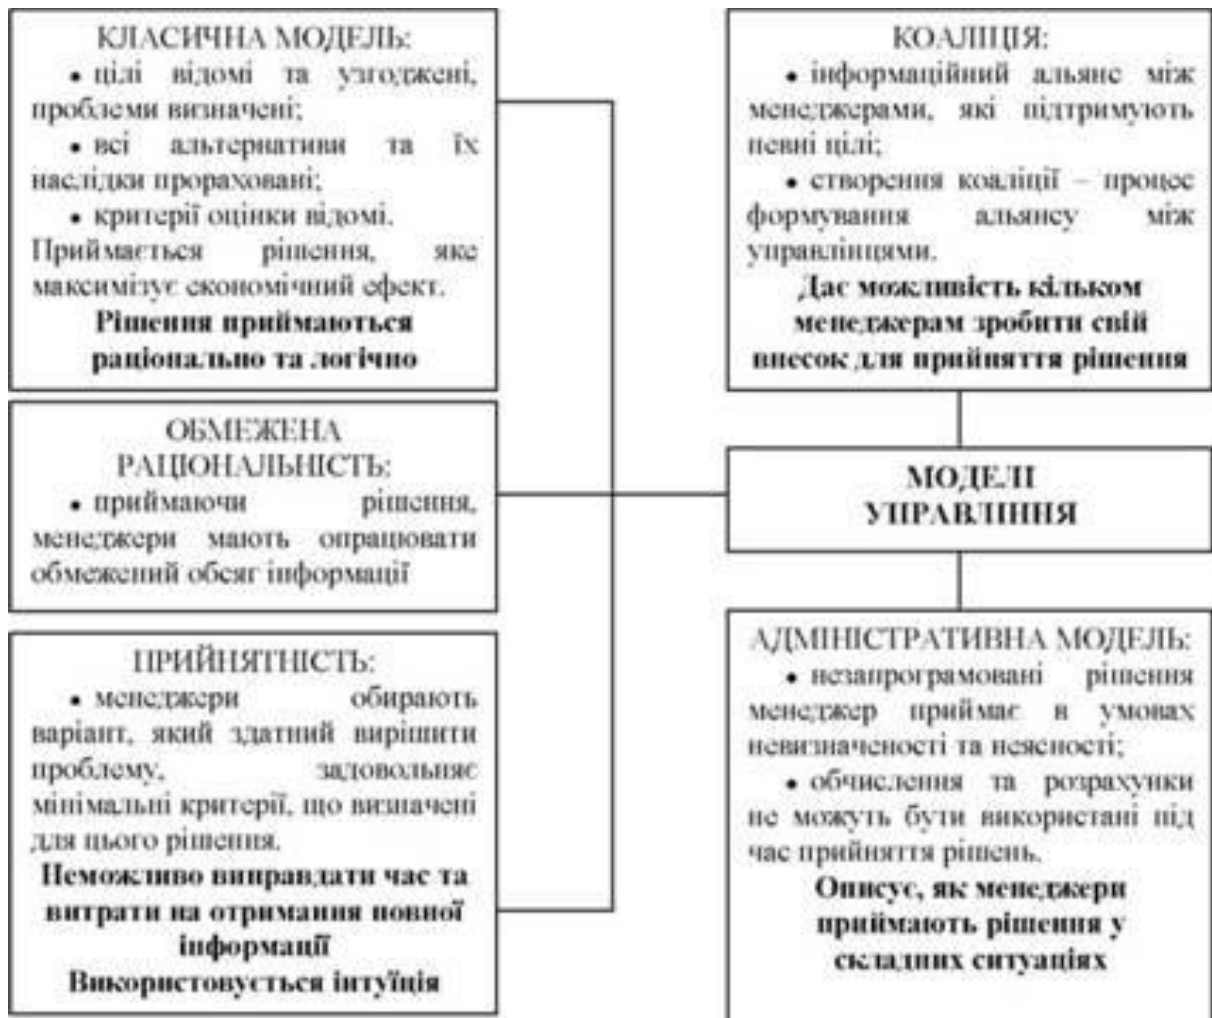 КЛАСИЧНА МОДЕЛЬ:
• цілі відомі та узгоджені,
проблеми визначені;
• всі альтернативи та їх
наслідки прораховані;
• критерії оцінки відомі.
Приймається рішення, яке
максимізує економічний ефект.
Рішення приймаються
раціонально та логічно
ОБМЕЖЕНА
РАЦІОНАЛЬНІСТЬ:
• приймаючи рішення,
менеджери мають опрацювати
обмежений обсяг інформації
ПРИЙНЯТНІСТЬ:
• менеджери обирають
варіант, який здатний вирішити
проблему, задовольняє
мінімальні критерії, що визначені
для цього рішення.
Неможливо виправдати час та
витрати на отримання повної
інформації
Використовується інтуїція
КОАЛІЦІЯ:
• інформаційний альянс між
менеджерами, які підтримують
певні цілі;
• створення коаліції – процес
формування альянсу між
управлінцями.
Дає можливість кільком
менеджерам зробити свій
внесок для прийняття рішення
МОДЕЛІ
УПРАВЛІННЯ
АДМІНІСТРАТИВНА МОДЕЛЬ:
• незапрограмовані рішення
менеджер приймає в умовах
невизначеності та неясності;
• обчислення та розрахунки
не можуть бути використані під
час прийняття рішень.
Описує, як менеджери
приймають рішення у
складних ситуаціях